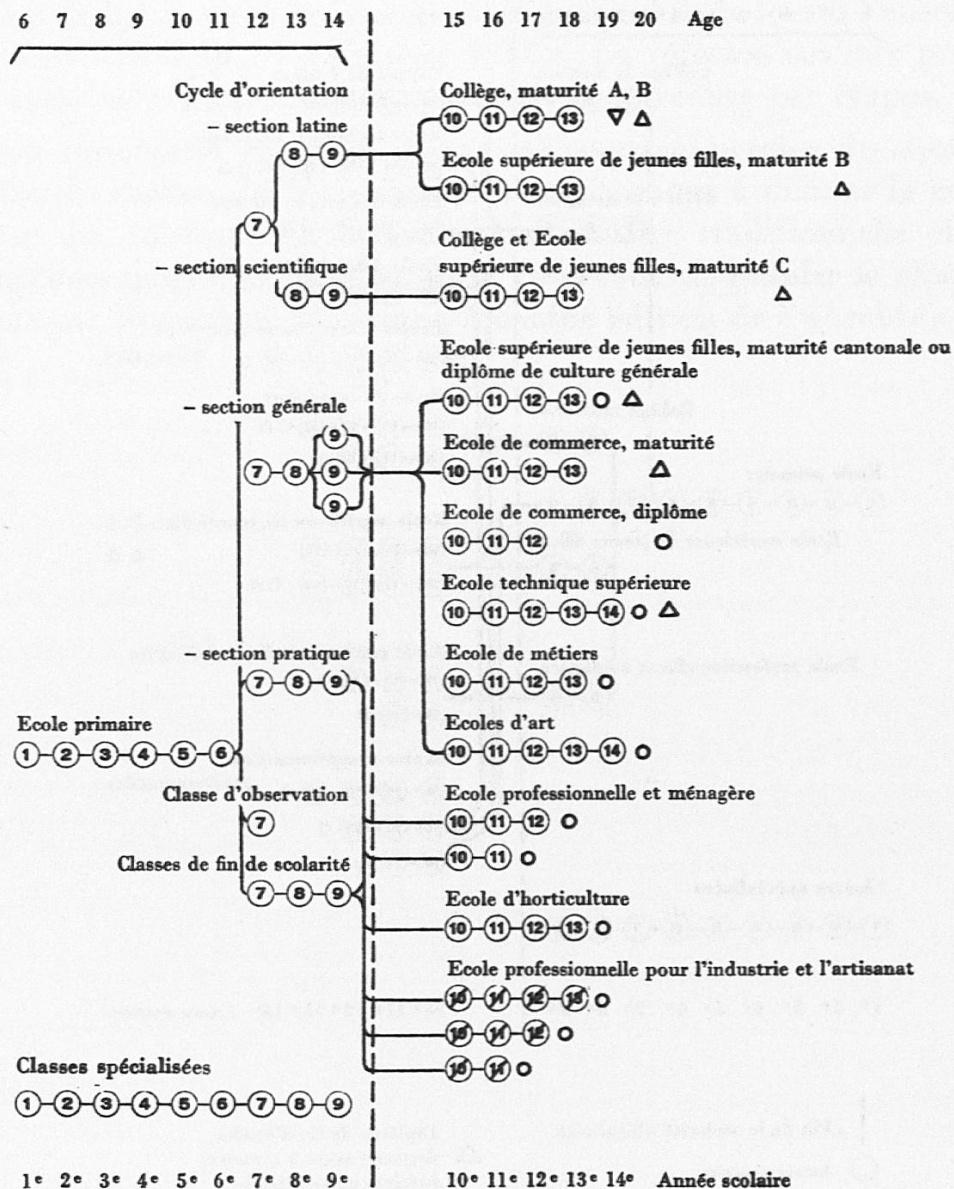 6 7 8 9 10 11 12 13 14 15 16 17 18 19 20 Age
Cycle d'orientation
– section latine
8 9
7
– section scientifique
8 9
– section générale
9
7 8 9
9
– section pratique
7 8 9
Ecole primaire
1 2 3 4 5 6
Classe d'observation
7
Classes de fin de scolarité
7 8 9
Classes spécialisées
1 2 3 4 5 6 7 8 9
Collège, maturité A, B
10 11 12 13
Ecole supérieure de jeunes filles, maturité B
10 11 12 13
Collège et Ecole
supérieure de jeunes filles, maturité C
10 11 12 13
Ecole supérieure de jeunes filles, maturité cantonale ou
diplôme de culture générale
10 11 12 13
Ecole de commerce, maturité
10 11 12 13
Ecole de commerce, diplôme
10 11 12
Ecole technique supérieure
10 11 12 13 14
Ecole de métiers
10 11 12 13
Ecoles d'art
10 11 12 13 14
Ecole professionnelle et ménagère
10 11 12
10 11
Ecole d'horticulture
10 11 12 13
Ecole professionnelle pour l'industrie et l'artisanat
10 11 12 13
10 11 12
10 11
1e 2e 3e 4e 5e 6e 7e 8e 9e 10e 11e 12e 13e 14e Année scolaire